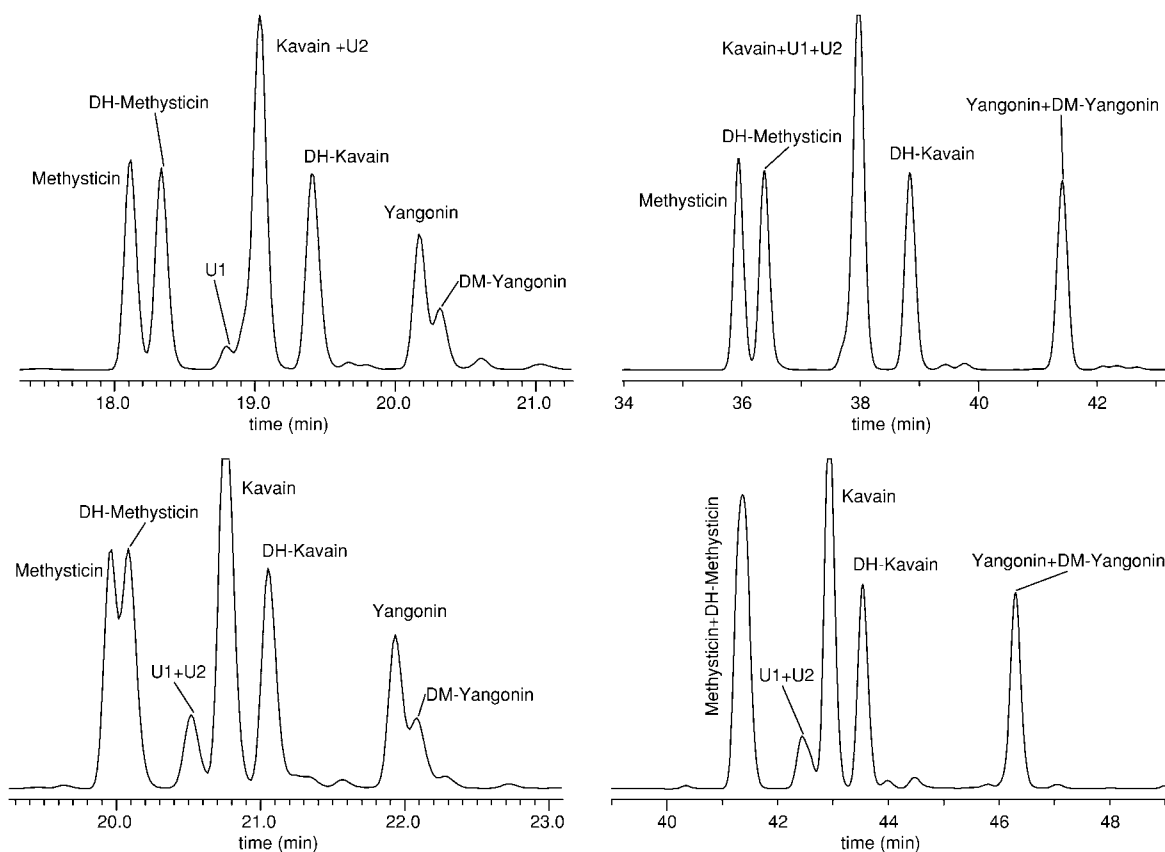 Kavain +U2
DH-Methysticin
Methysticin
DH-Kavain
Yangonin
U1
DM-Yangonin
18.0 19.0 20.0 21.0
time (min)
Kavain+U1+U2
Yangonin+DM-Yangonin
DH-Methysticin
DH-Kavain
Methysticin
34 36 38 40 42
time (min)
Kavain
DH-Methysticin
Methysticin
DH-Kavain
Yangonin
U1+U2
DM-Yangonin
20.0 21.0 22.0 23.0
time (min)
Methysticin+DH-Methysticin
Kavain
DH-Kavain
Yangonin+DM-Yangonin
U1+U2
40 42 44 46 48
time (min)